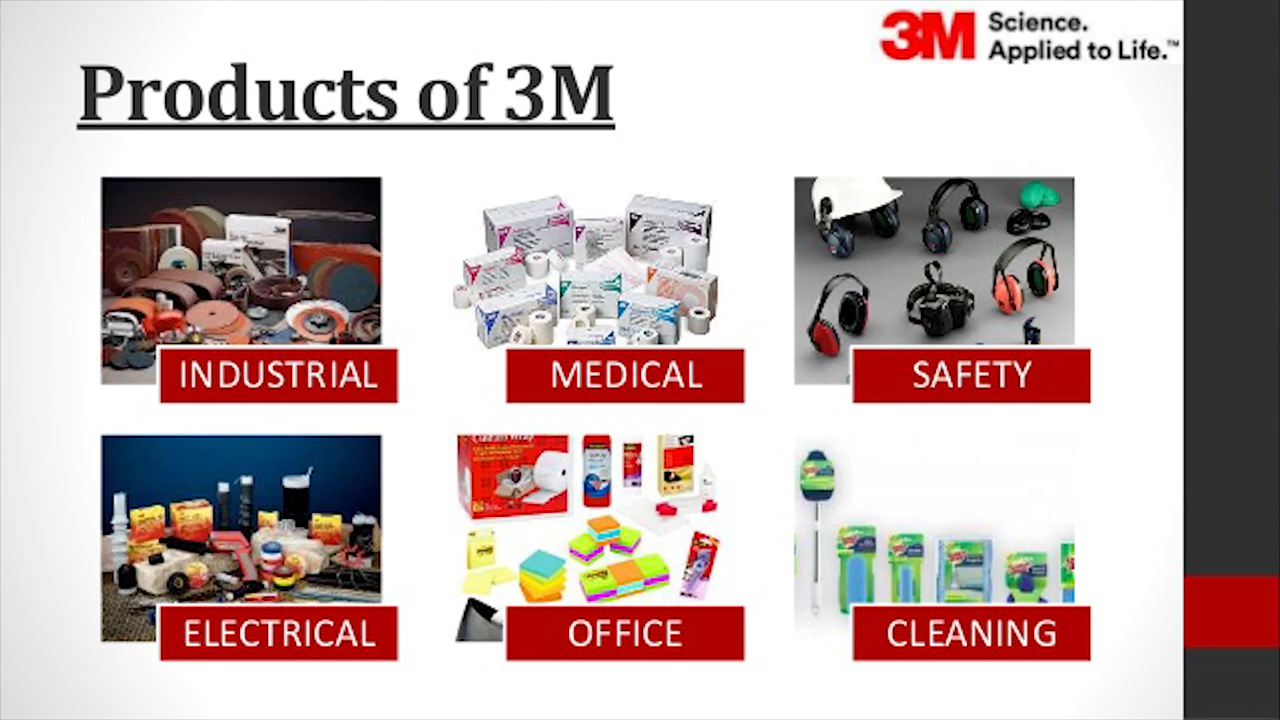 3M Science.
Applied to Life.™
Products of 3M
INDUSTRIAL
MEDICAL
SAFETY
ELECTRICAL
OFFICE
CLEANING